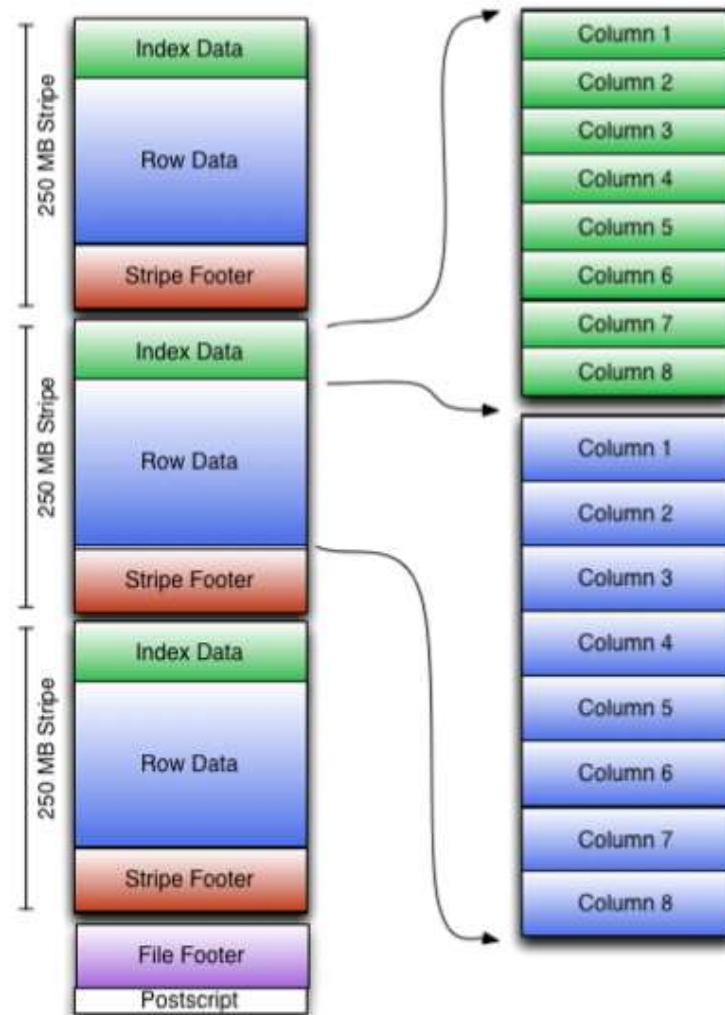 250 MB Stripe
Index Data
Row Data
Stripe Footer
250 MB Stripe
Index Data
Row Data
Stripe Footer
250 MB Stripe
Index Data
Row Data
Stripe Footer
File Footer
Postscript
Column 1
Column 2
Column 3
Column 4
Column 5
Column 6
Column 7
Column 8
Column 1
Column 2
Column 3
Column 4
Column 5
Column 6
Column 7
Column 8